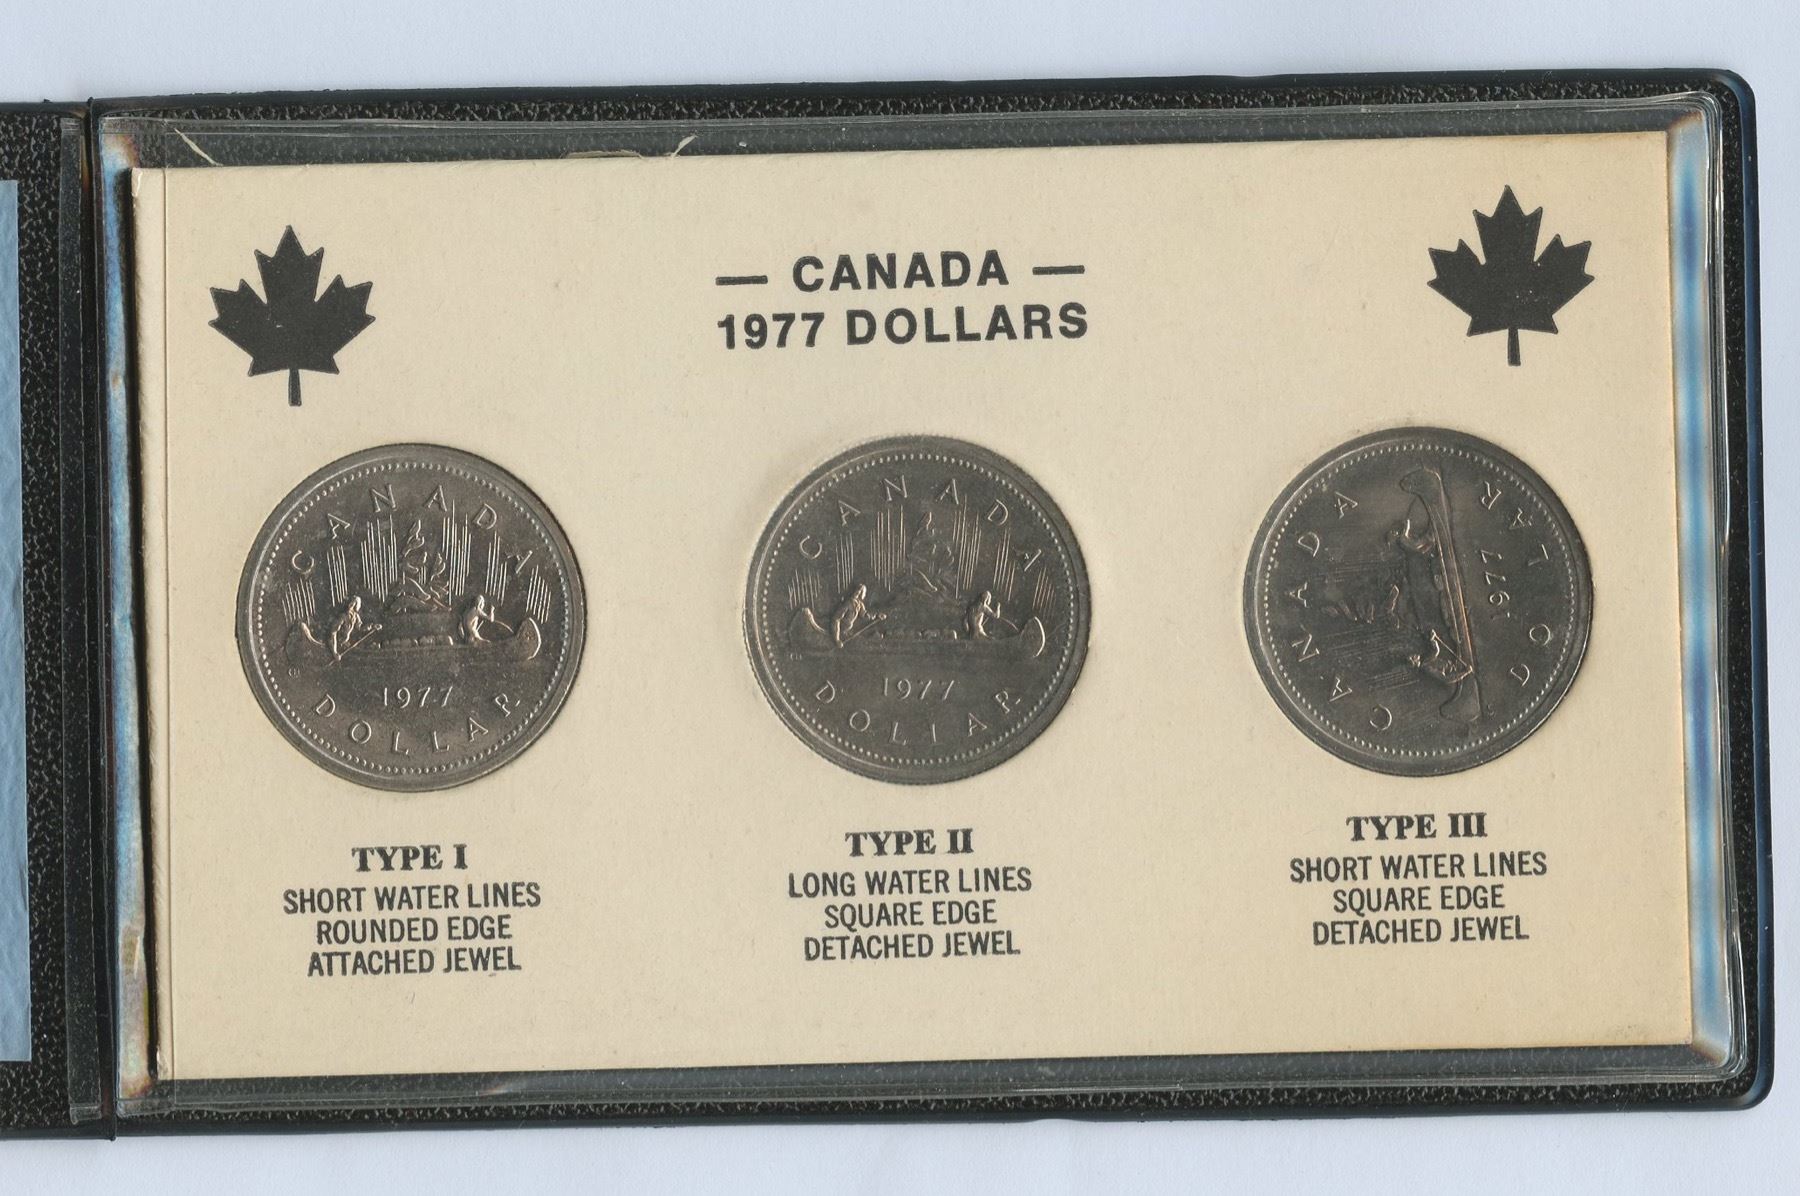 — CANADA —
1977 DOLLARS
CANADA
1977
DOLLAR
CANADA
1977
DOLLAR
CANADA
1977
DOLLAR
TYPE I
SHORT WATER LINES
ROUNDED EDGE
ATTACHED JEWEL
TYPE II
LONG WATER LINES
SQUARE EDGE
DETACHED JEWEL
TYPE III
SHORT WATER LINES
SQUARE EDGE
DETACHED JEWEL